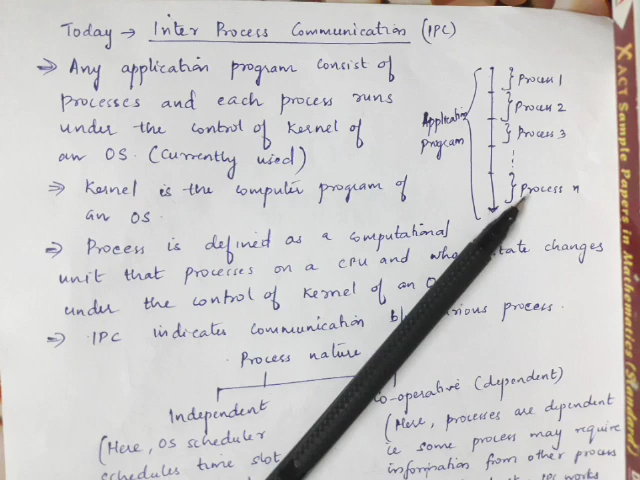 Today → Inter Process Communication (IPC)
⇒ Any application program consist of
processes and each process runs
under the control of kernel of
an OS. (Currently used)
Application
program
Process 1
Process 2
Process 3
Process n
⇒ Kernel is the computer program of
an OS.
⇒ Process is defined as a computational
unit that processes on a CPU and state changes
under the control of kernel of an
⇒ IPC indicates communication process.
Process nature
Independent
(Here, OS scheduler
schedules time slot
co-operative (dependent)
(Here, processes are dependent
ie some process may require
information from other process
IPC works
XACT Sample Papers in Mathematics (Standard)